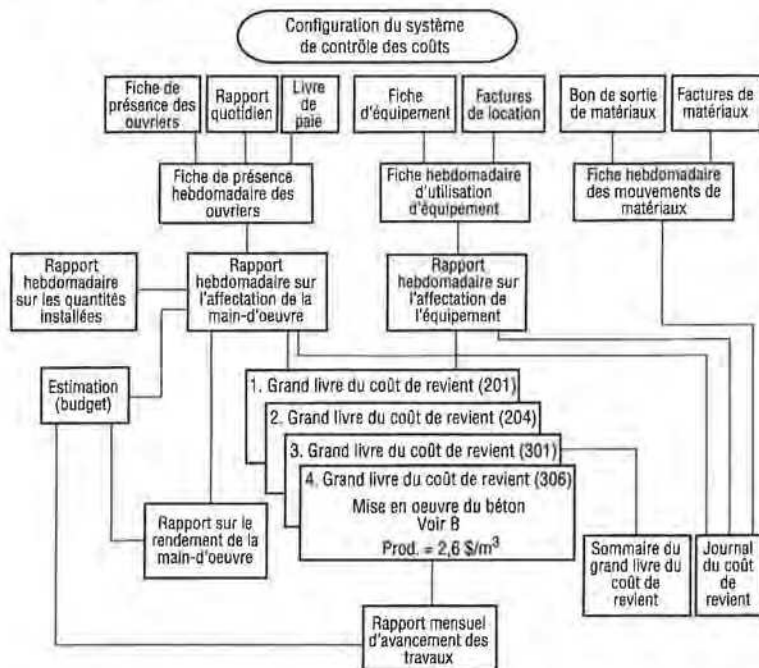 Configuration du système
de contrôle des coûts
Fiche de
présence des
ouvriers
Rapport
quotidien
Livre
de
paie
Fiche
d'équipement
Factures
de location
Bon de sortie
de matériaux
Factures de
matériaux
Fiche de présence
hebdomadaire des
ouvriers
Fiche hebdomadaire
d'utilisation
d'équipement
Fiche hebdomadaire
des mouvements de
matériaux
Rapport
hebdomadaire
sur les quantités
installées
Rapport
hebdomadaire sur
l'affectation de la
main-d'oeuvre
Rapport
hebdomadaire sur
l'affectation de
l'équipement
Estimation
(budget)
1. Grand livre du coût de revient (201)
2. Grand livre du coût de revient (204)
3. Grand livre du coût de revient (301)
4. Grand livre du coût de revient (306)
Mise en oeuvre du béton
Voir B
Prod. = 2,6 $/m³
Rapport sur le
rendement de la
main-d'oeuvre
Sommaire du
grand livre du
coût de
revient
Journal
du coût
de
revient
Rapport mensuel
d'avancement des
travaux